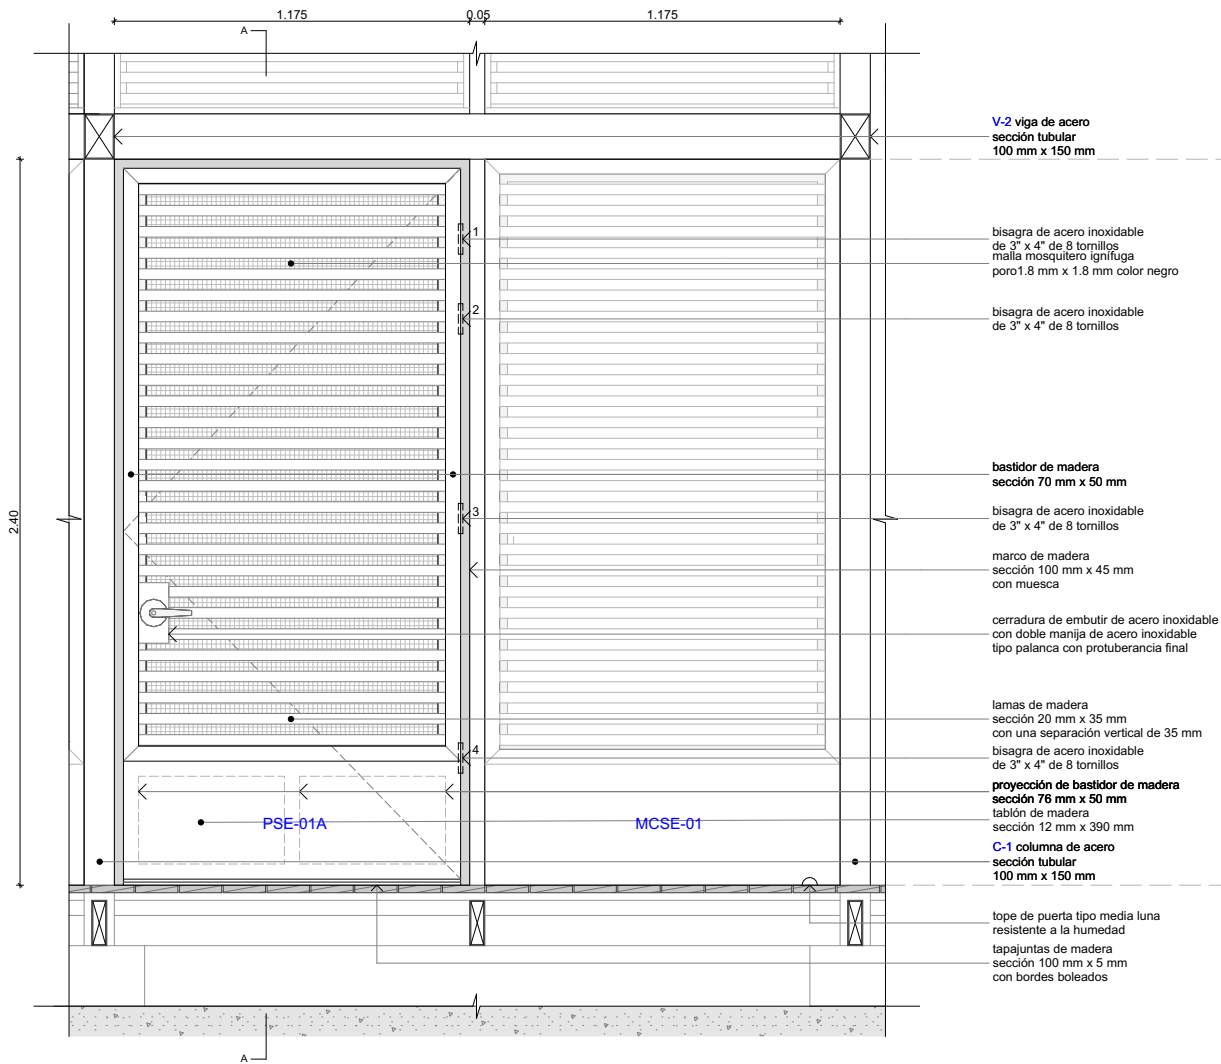 1.175
0.05
1.175
A
V-2 viga de acero
sección tubular
100 mm x 150 mm
1
bisagra de acero inoxidable
de 3" x 4" de 8 tornillos
malla mosquitero ignífuga
poro1.8 mm x 1.8 mm color negro
2
bisagra de acero inoxidable
de 3" x 4" de 8 tornillos
bastidor de madera
sección 70 mm x 50 mm
2.40
3
bisagra de acero inoxidable
de 3" x 4" de 8 tornillos
marco de madera
sección 100 mm x 45 mm
con muesca
cerradura de embutir de acero inoxidable
con doble manija de acero inoxidable
tipo palanca con protuberancia final
lamas de madera
sección 20 mm x 35 mm
con una separación vertical de 35 mm
4
bisagra de acero inoxidable
de 3" x 4" de 8 tornillos
proyección de bastidor de madera
sección 76 mm x 50 mm
tablón de madera
sección 12 mm x 390 mm
PSE-01A
MCSE-01
C-1 columna de acero
sección tubular
100 mm x 150 mm
tope de puerta tipo media luna
resistente a la humedad
tapajuntas de madera
sección 100 mm x 5 mm
con bordes boleados
A